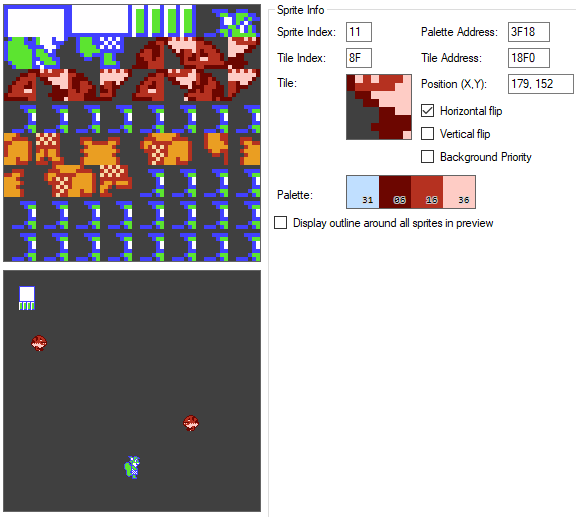 Sprite Info
Sprite Index: 11 Palette Address: 3F18
Tile Index: 8F Tile Address: 18F0
Tile: Position (X,Y): 179, 152
Horizontal flip
Vertical flip
Background Priority
Palette: 31 06 16 36
Display outline around all sprites in preview